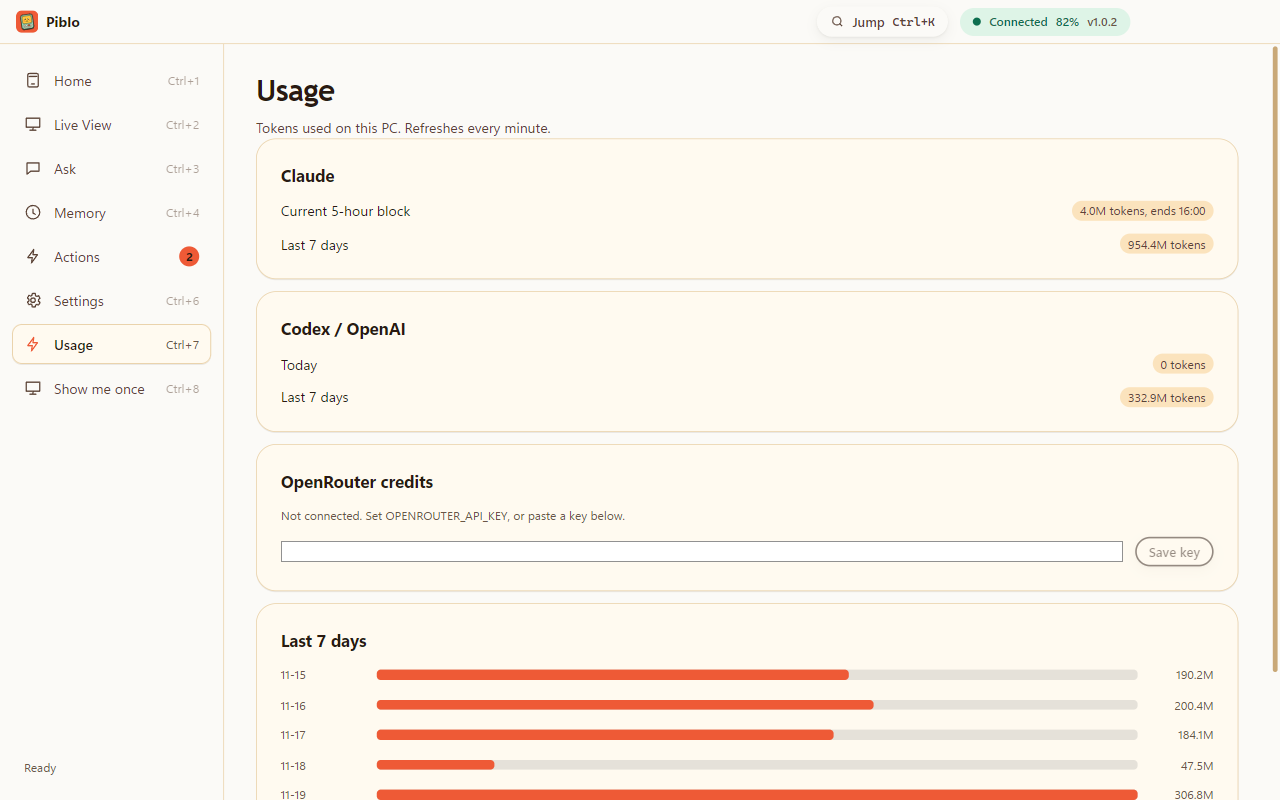 Piblo
Jump Ctrl+K
Connected 82% v1.0.2
Home Ctrl+1
Live View Ctrl+2
Ask Ctrl+3
Memory Ctrl+4
Actions 2
Settings Ctrl+6
Usage Ctrl+7
Show me once Ctrl+8
Ready
Usage
Tokens used on this PC. Refreshes every minute.
Claude
Current 5-hour block 4.0M tokens, ends 16:00
Last 7 days 954.4M tokens
Codex / OpenAI
Today 0 tokens
Last 7 days 332.9M tokens
OpenRouter credits
Not connected. Set OPENROUTER_API_KEY, or paste a key below.
Save key
Last 7 days
11-15 190.2M
11-16 200.4M
11-17 184.1M
11-18 47.5M
11-19 306.8M